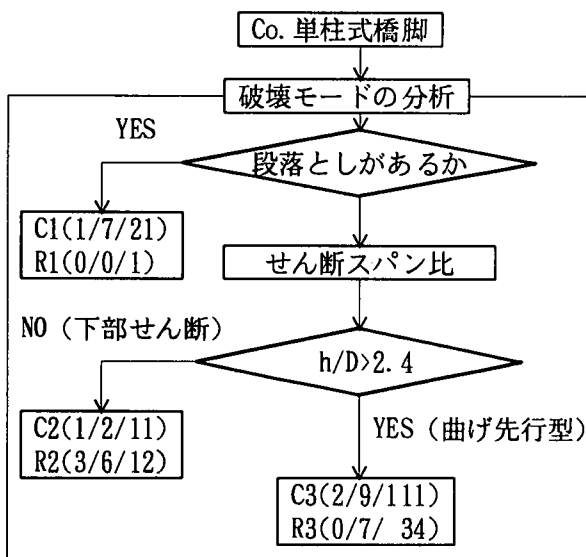 Co.単柱式橋脚
破壊モードの分析
YES
段落としがあるか
C1(1/7/21)
R1(0/0/1)
せん断スパン比
NO（下部せん断）
h/D>2.4
C2(1/2/11)
R2(3/6/12)
YES（曲げ先行型）
C3(2/9/111)
R3(0/7/ 34)